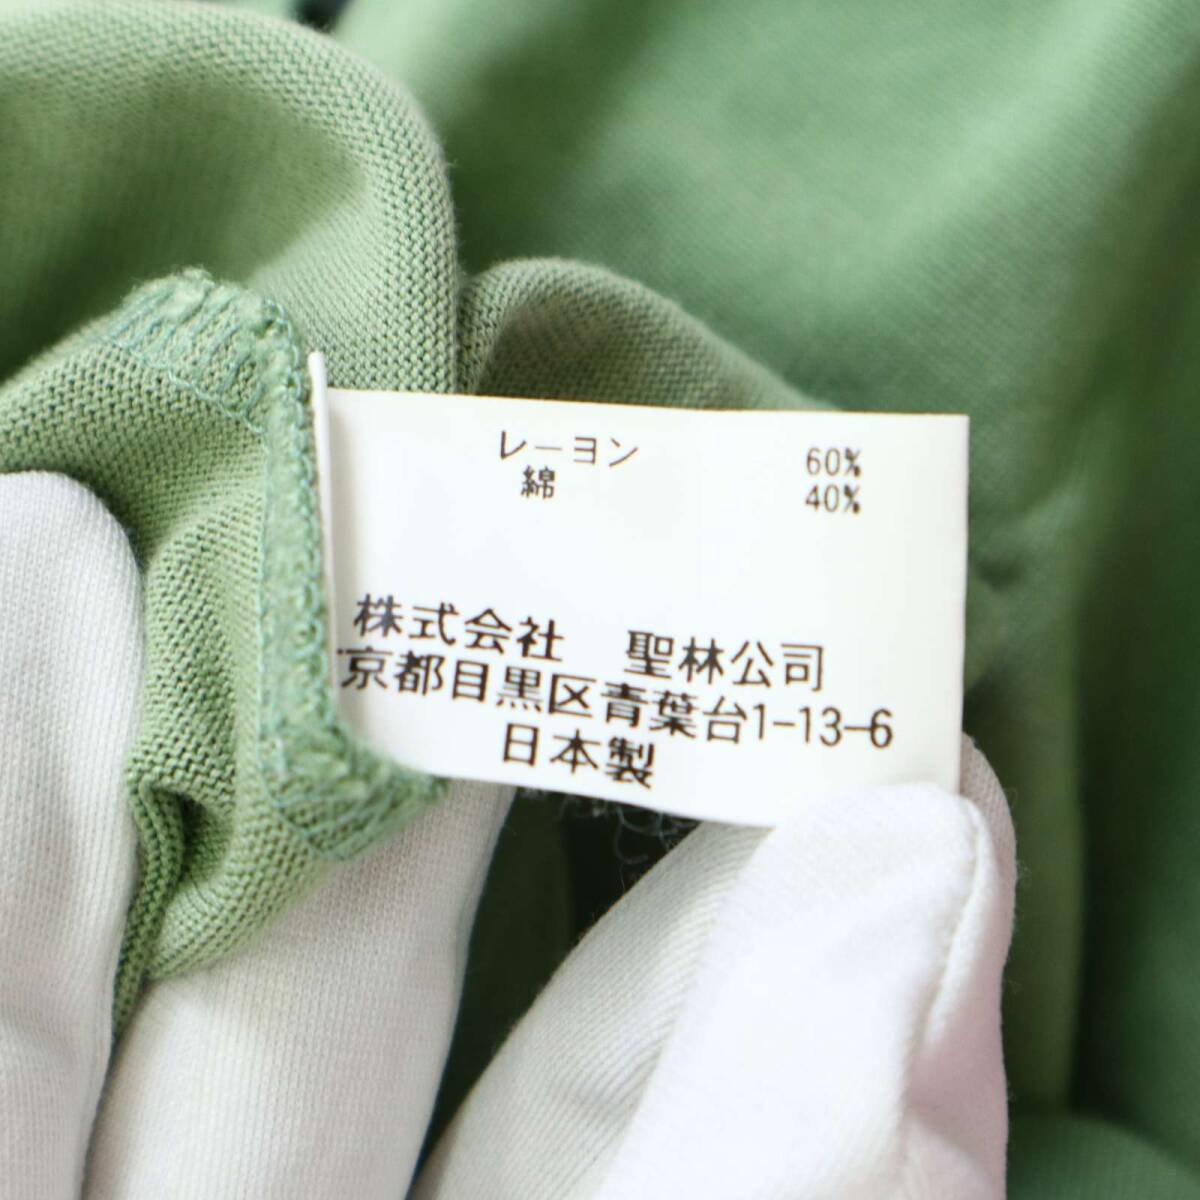 レーヨン 60%
綿 40%
株式会社 聖林公司
京都目黒区青葉台1-13-6
日本製